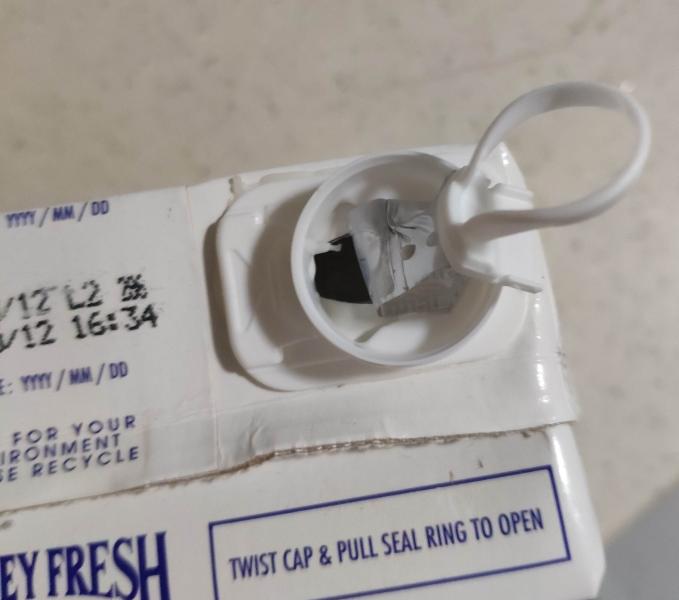 YYYY / MM / DD
/12 L2
/12 16:34
E: YYYY / MM / DD
FOR YOUR
IRONMENT
SE RECYCLE
EY FRESH
TWIST CAP & PULL SEAL RING TO OPEN